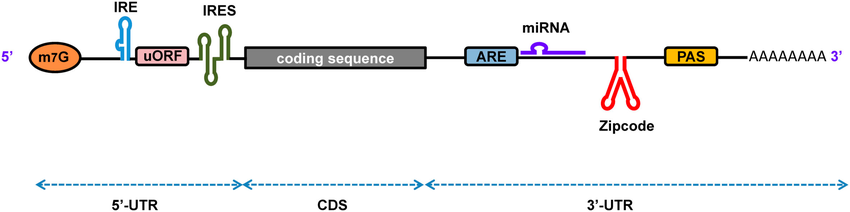 IRE
IRES
miRNA
5’
m7G
uORF
coding sequence
ARE
PAS
AAAAAAAA
3’
Zipcode
5’-UTR
CDS
3’-UTR